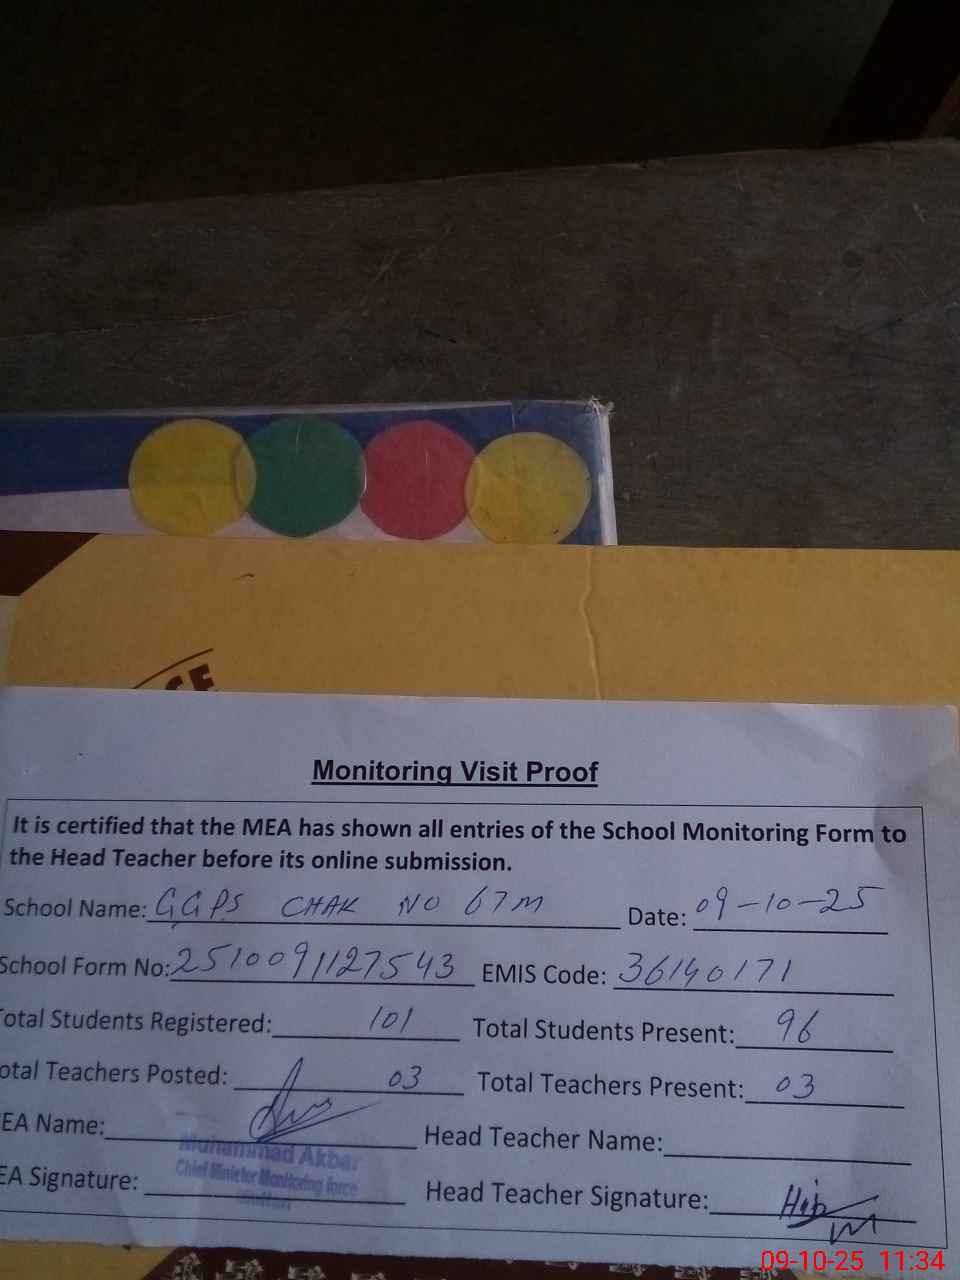 Monitoring Visit Proof
It is certified that the MEA has shown all entries of the School Monitoring Form to
the Head Teacher before its online submission.
School Name: GGPS CHAK NO 67M Date: 09-10-25
School Form No: 2510091127543 EMIS Code: 36140171
otal Students Registered: 101 Total Students Present: 96
otal Teachers Posted: 03 Total Teachers Present: 03
EA Name: Head Teacher Name:
Muhammad Akbar
Chief Minister Monitoring force
EA Signature: Head Teacher Signature:
09-10-25 11:34